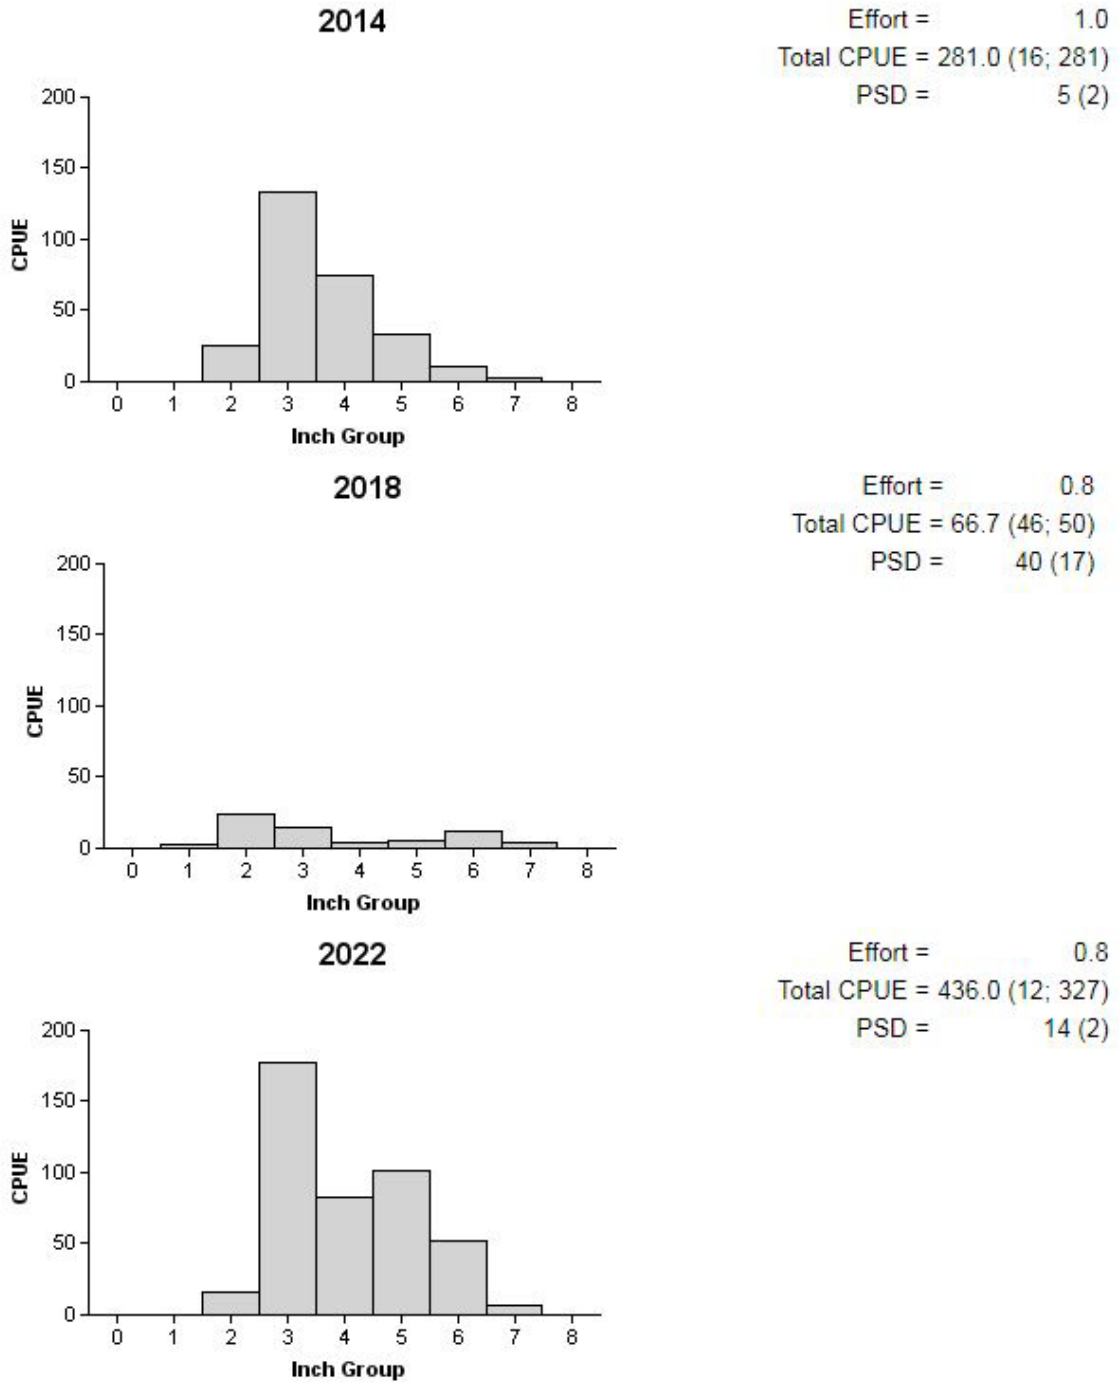 2014
Effort = 1.0
Total CPUE = 281.0 (16; 281)
PSD = 5 (2)
200
150
100
50
0
CPUE
0 1 2 3 4 5 6 7 8
Inch Group
2018
Effort = 0.8
Total CPUE = 66.7 (46; 50)
PSD = 40 (17)
200
150
100
50
0
CPUE
0 1 2 3 4 5 6 7 8
Inch Group
2022
Effort = 0.8
Total CPUE = 436.0 (12; 327)
PSD = 14 (2)
200
150
100
50
0
CPUE
0 1 2 3 4 5 6 7 8
Inch Group